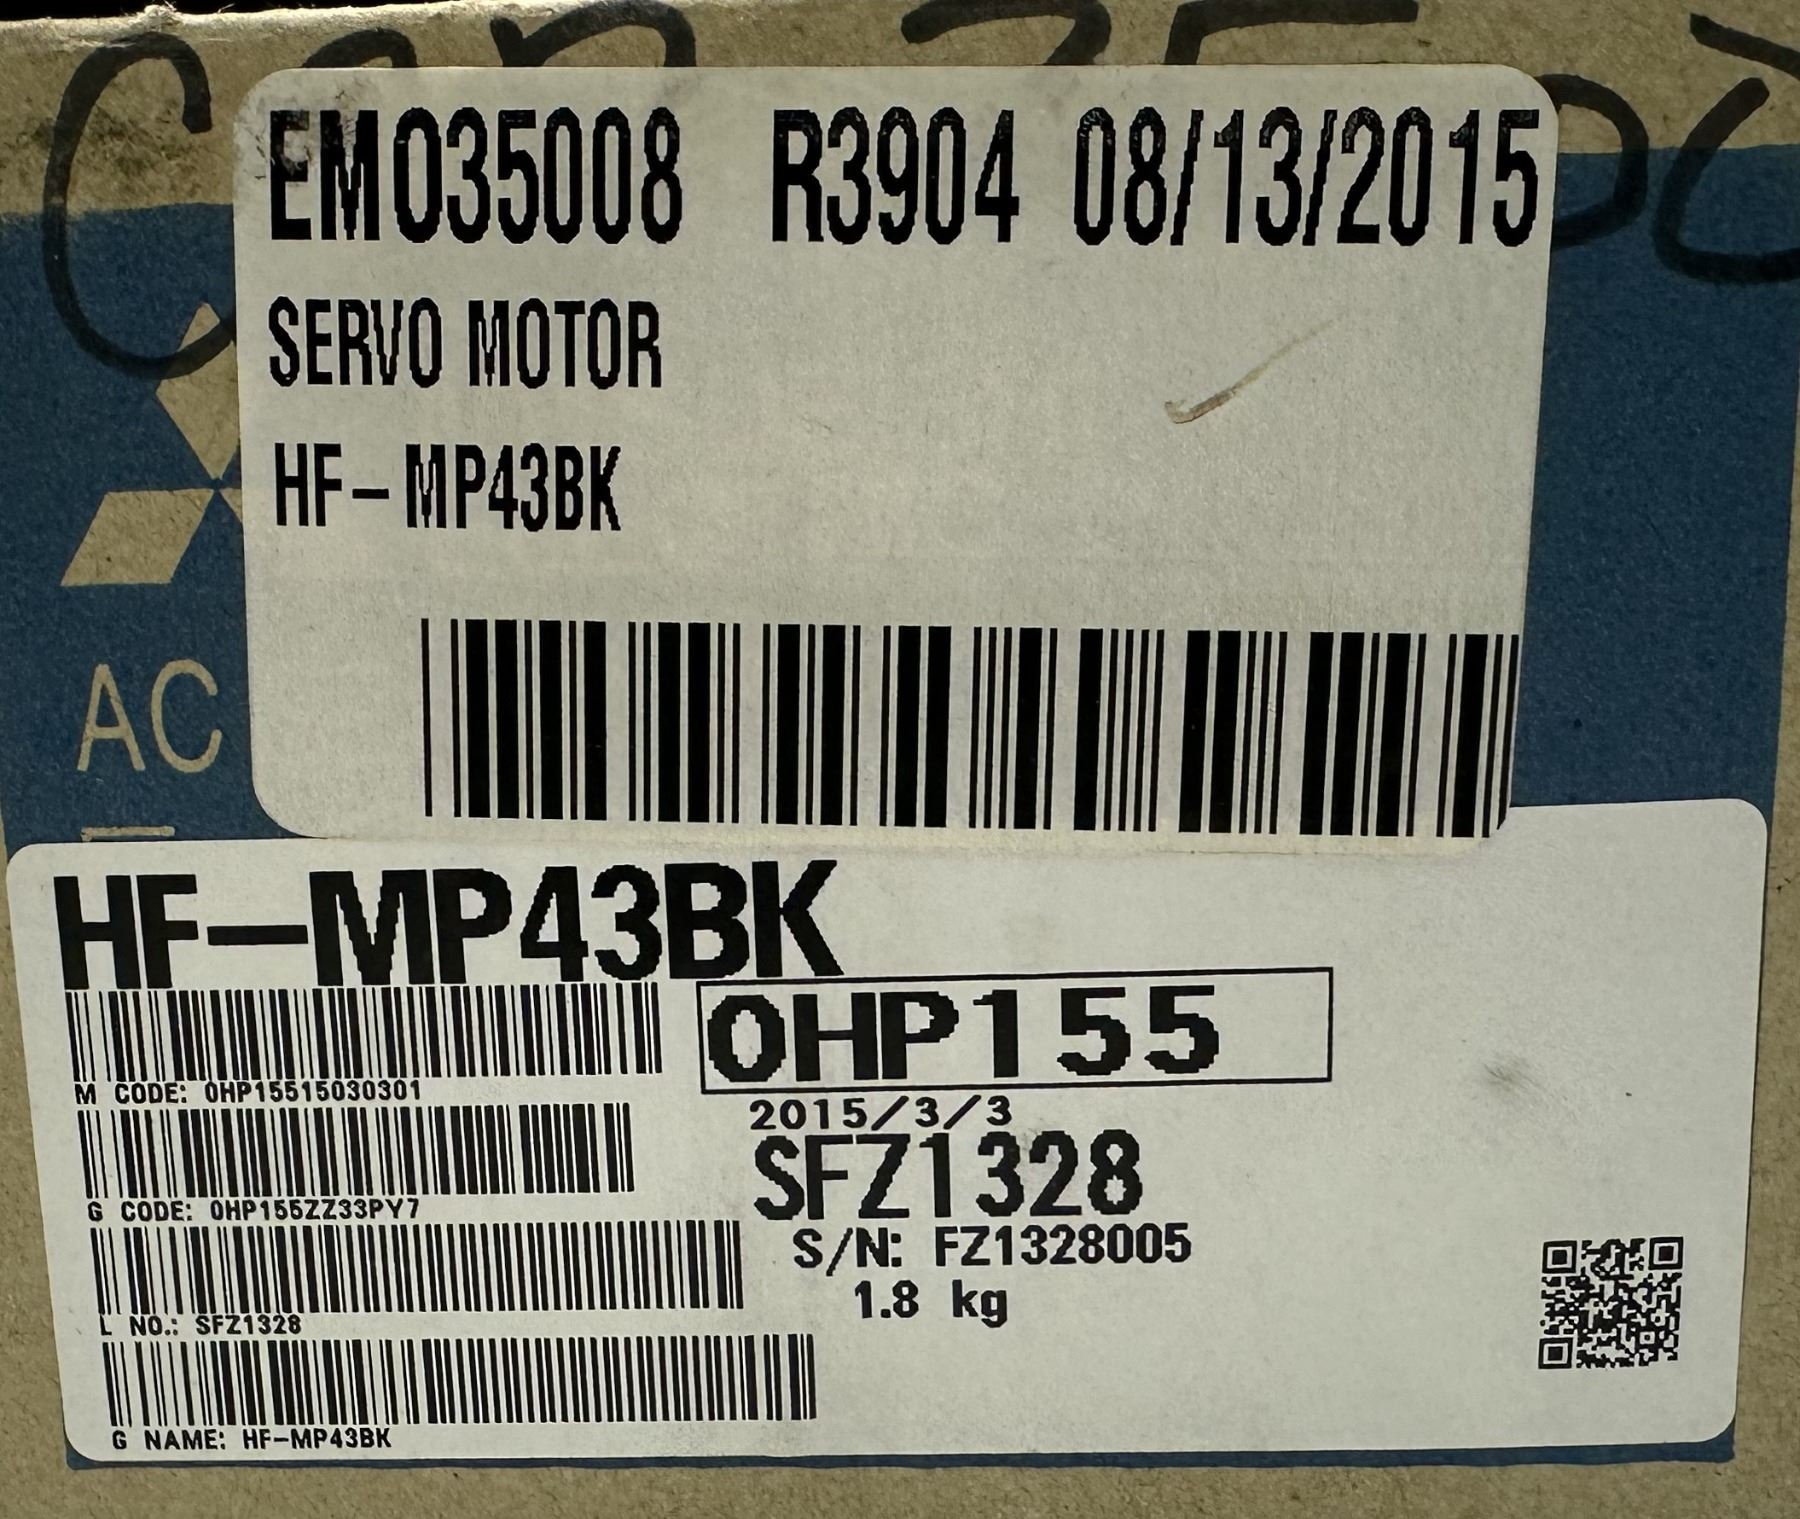 EMO35008 R3904 08/13/2015
SERVO MOTOR
HF-MP43BK
AC
HF-MP43BK
0HP155
M CODE: 0HP15515030301
2015/3/3
SFZ1328
G CODE: 0HP155ZZ33PY7
S/N: FZ1328005
1.8 kg
L NO.: SFZ1328
G NAME: HF-MP43BK